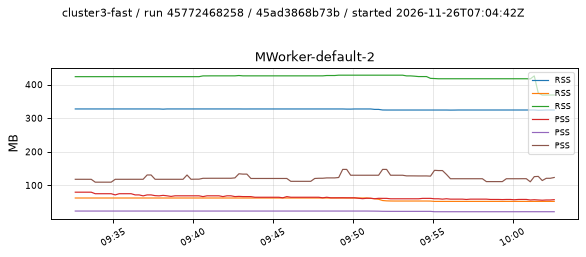 cluster3-fast / run 45772468258 / 45ad3868b73b / started 2026-11-26T07:04:42Z
MWorker-default-2
MB
400
300
200
100
RSS
RSS
RSS
PSS
PSS
PSS
09:35
09:40
09:45
09:50
09:55
10:00